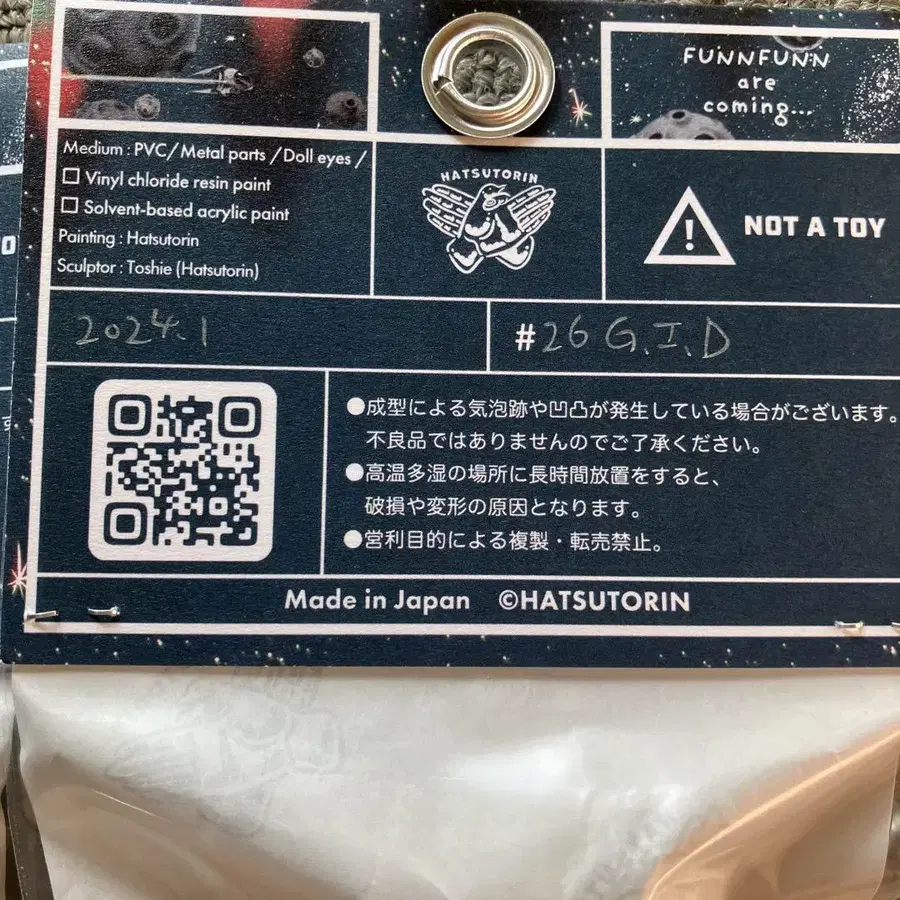 FUNNFUNN
are
coming...
Medium : PVC/ Metal parts / Doll eyes /
☐ Vinyl chloride resin paint
☐ Solvent-based acrylic paint
Painting : Hatsutorin
Sculptor : Toshie (Hatsutorin)
HATSUTORIN
NOT A TOY
2024.1
#26 G.I.D
●成型による気泡跡や凹凸が発生している場合がございます。
不良品ではありませんのでご了承ください。
●高温多湿の場所に長時間放置をすると、
破損や変形の原因となります。
●営利目的による複製・転売禁止。
Made in Japan ©HATSUTORIN